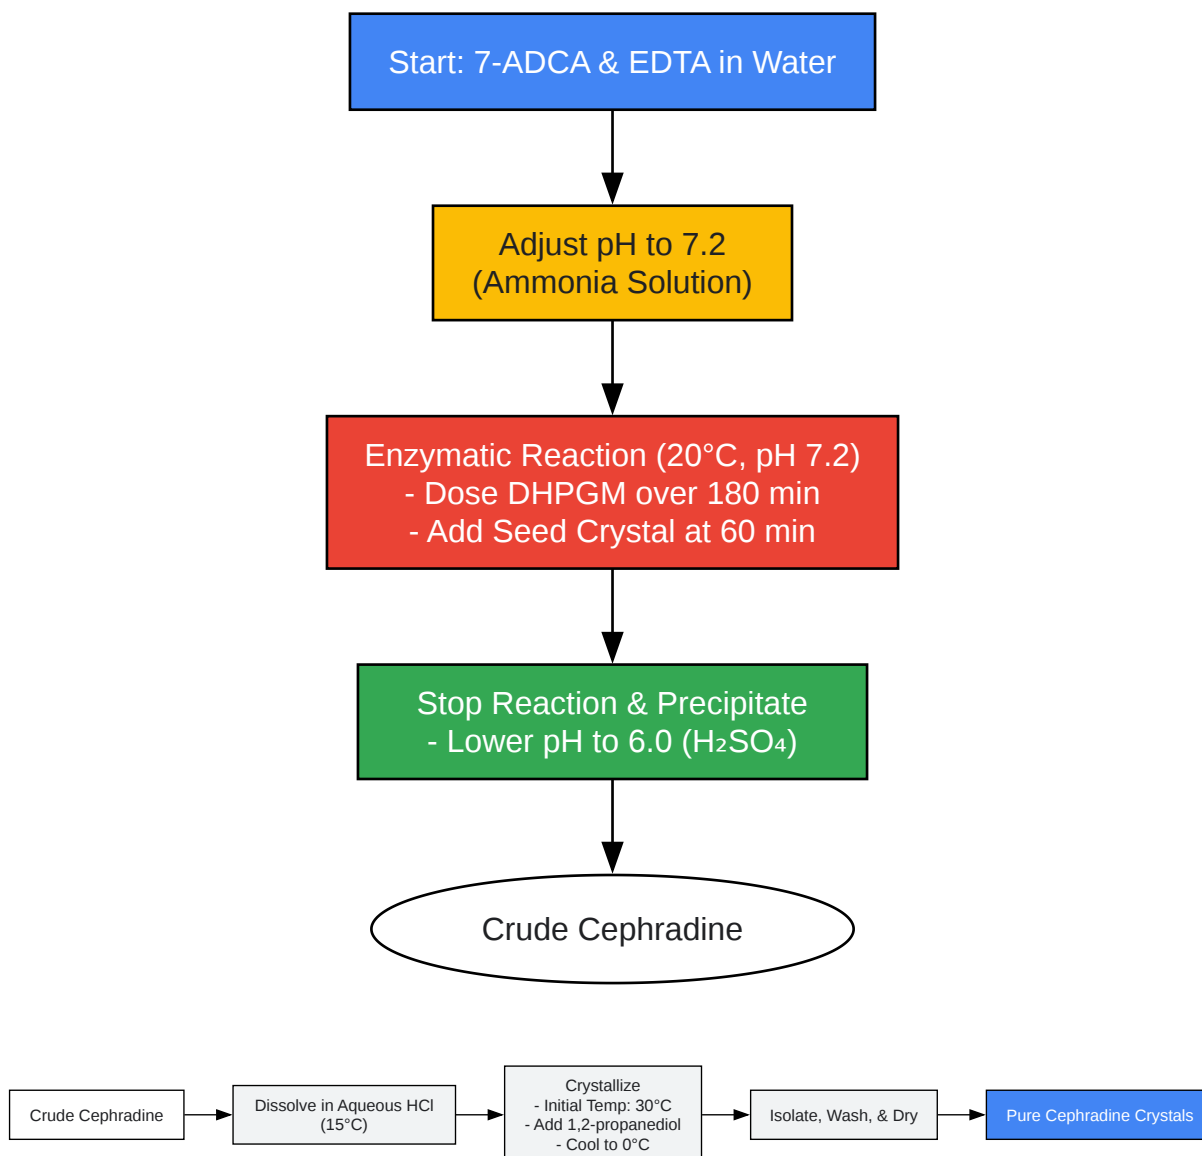 Start: 7-ADCA & EDTA in Water
Adjust pH to 7.2
(Ammonia Solution)
Enzymatic Reaction (20°C, pH 7.2)
- Dose DHPGM over 180 min
- Add Seed Crystal at 60 min
Stop Reaction & Precipitate
- Lower pH to 6.0 (H₂SO₄)
Crude Cephradine
Crude Cephradine
Dissolve in Aqueous HCl
(15°C)
Crystallize
- Initial Temp: 30°C
- Add 1,2-propanediol
- Cool to 0°C
Isolate, Wash, & Dry
Pure Cephradine Crystals